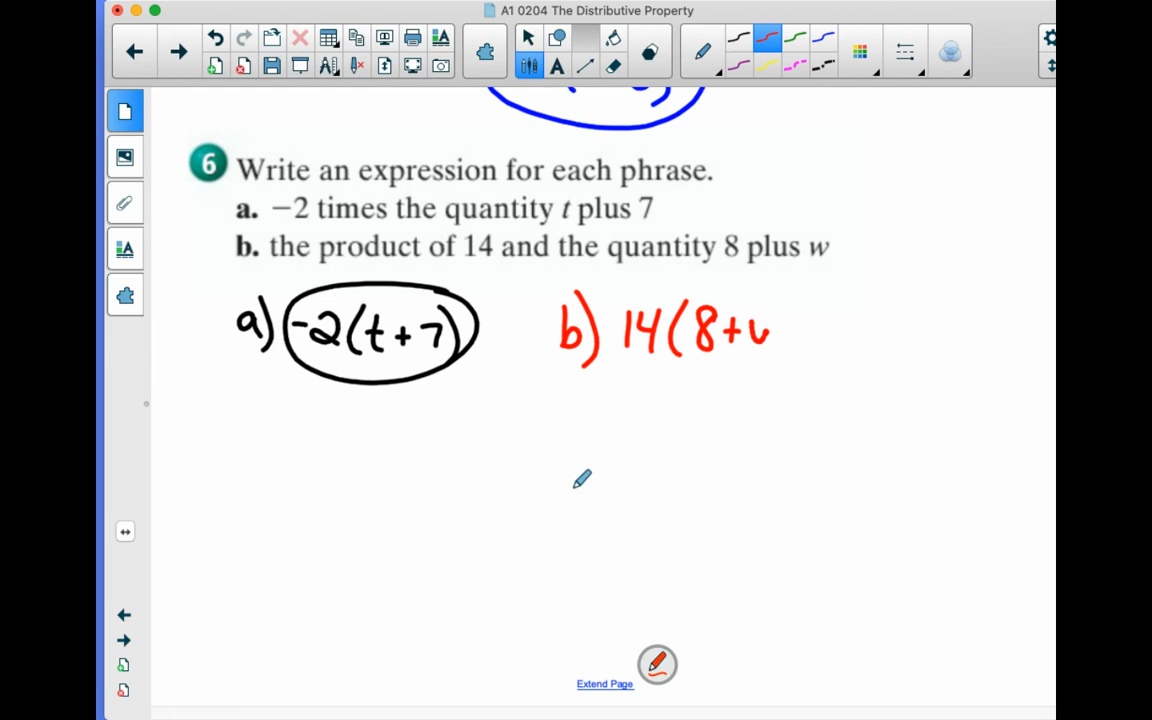 A1 0204 The Distributive Property
6 Write an expression for each phrase.
a. −2 times the quantity t plus 7
b. the product of 14 and the quantity 8 plus w
a) -2(t+7) b) 14(8+
Extend Page